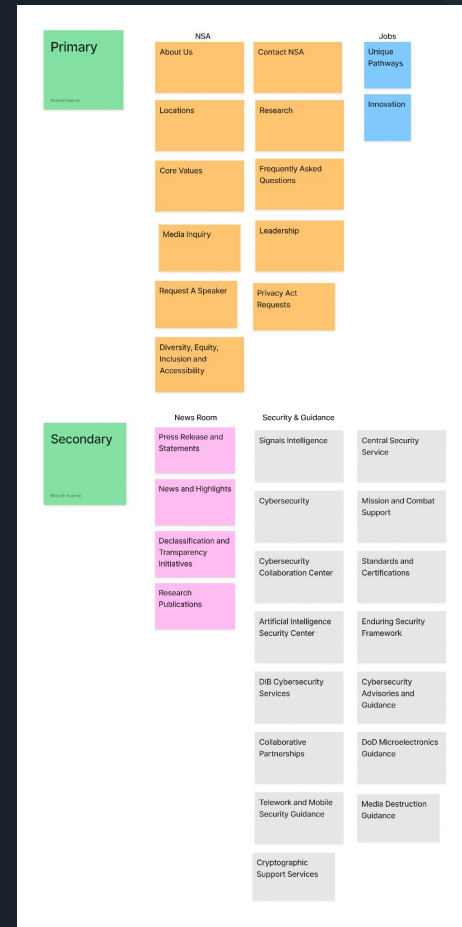 Primary
NSA
Jobs
About Us
Contact NSA
Unique
Pathways
Locations
Research
Innovation
Core Values
Frequently Asked
Questions
Media Inquiry
Leadership
Request A Speaker
Privacy Act
Requests
Diversity, Equity,
Inclusion and
Accessibility
Secondary
News Room
Security & Guidance
Press Release and
Statements
Signals Intelligence
Central Security
Service
News and Highlights
Cybersecurity
Mission and Combat
Support
Declassification and
Transparency
Initiatives
Cybersecurity
Collaboration Center
Standards and
Certifications
Research
Publications
Artificial Intelligence
Security Center
Enduring Security
Framework
DIB Cybersecurity
Services
Cybersecurity
Advisories and
Guidance
Collaborative
Partnerships
DoD Microelectronics
Guidance
Telework and Mobile
Security Guidance
Media Destruction
Guidance
Cryptographic
Support Services